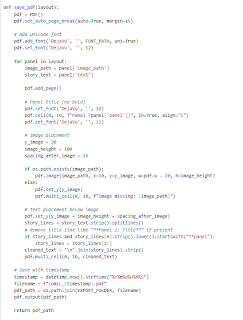 def save_pdf(layout):
pdf = PDF()
pdf.set_auto_page_break(auto=True, margin=15)
# Add Unicode font
pdf.add_font('DejaVu', '', FONT_PATH, uni=True)
pdf.set_font('DejaVu', '', 12)
for panel in layout:
image_path = panel['image_path']
story_text = panel['text']
pdf.add_page()
# Panel title (no bold)
pdf.set_font('DejaVu', '', 14)
pdf.cell(0, 10, f"Panel {panel['panel']}", ln=True, align="C")
pdf.set_font('DejaVu', '', 12)
# Image placement
y_image = 30
image_height = 100
spacing_after_image = 15
if os.path.exists(image_path):
pdf.image(image_path, x=10, y=y_image, w=pdf.w - 20, h=image_height)
else:
pdf.set_y(y_image)
pdf.multi_cell(0, 10, f"Image missing: {image_path}")
# Text placement below image
pdf.set_y(y_image + image_height + spacing_after_image)
story_lines = story_text.strip().splitlines()
# Remove title line like "**Panel 1: Title**" if present
if story_lines and story_lines[0].strip().lower().startswith("**panel"):
story_lines = story_lines[1:]
cleaned_text = "\n".join(story_lines).strip()
pdf.multi_cell(0, 10, cleaned_text)
# Save with timestamp
timestamp = datetime.now().strftime("%Y%m%d%H%M%S")
filename = f"comic_{timestamp}.pdf"
pdf_path = os.path.join(EXPORT_FOLDER, filename)
pdf.output(pdf_path)
return pdf_path